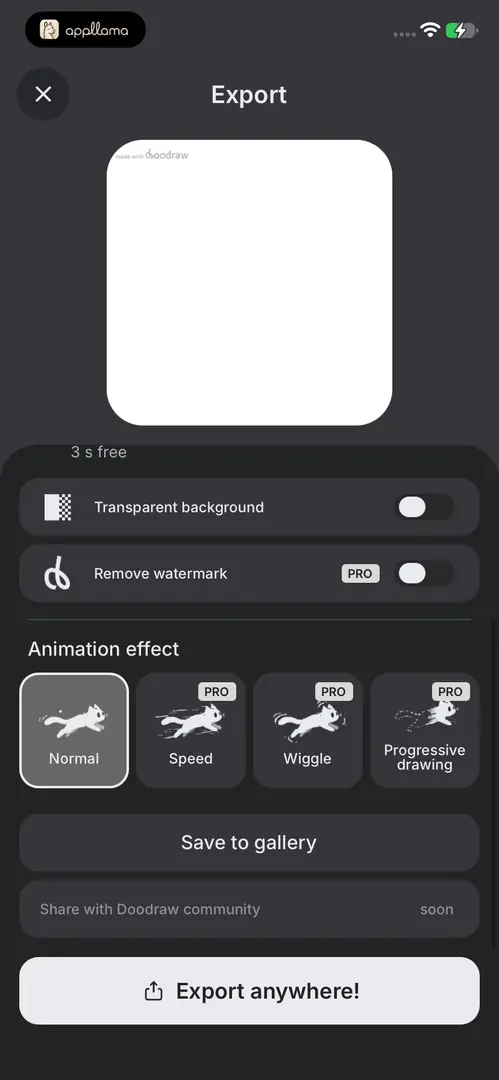 appllama
Export
made with doodraw
3 s free
Transparent background
Remove watermark PRO
Animation effect
Normal
PRO
Speed
PRO
Wiggle
PRO
Progressive
drawing
Save to gallery
Share with Doodraw community soon
Export anywhere!